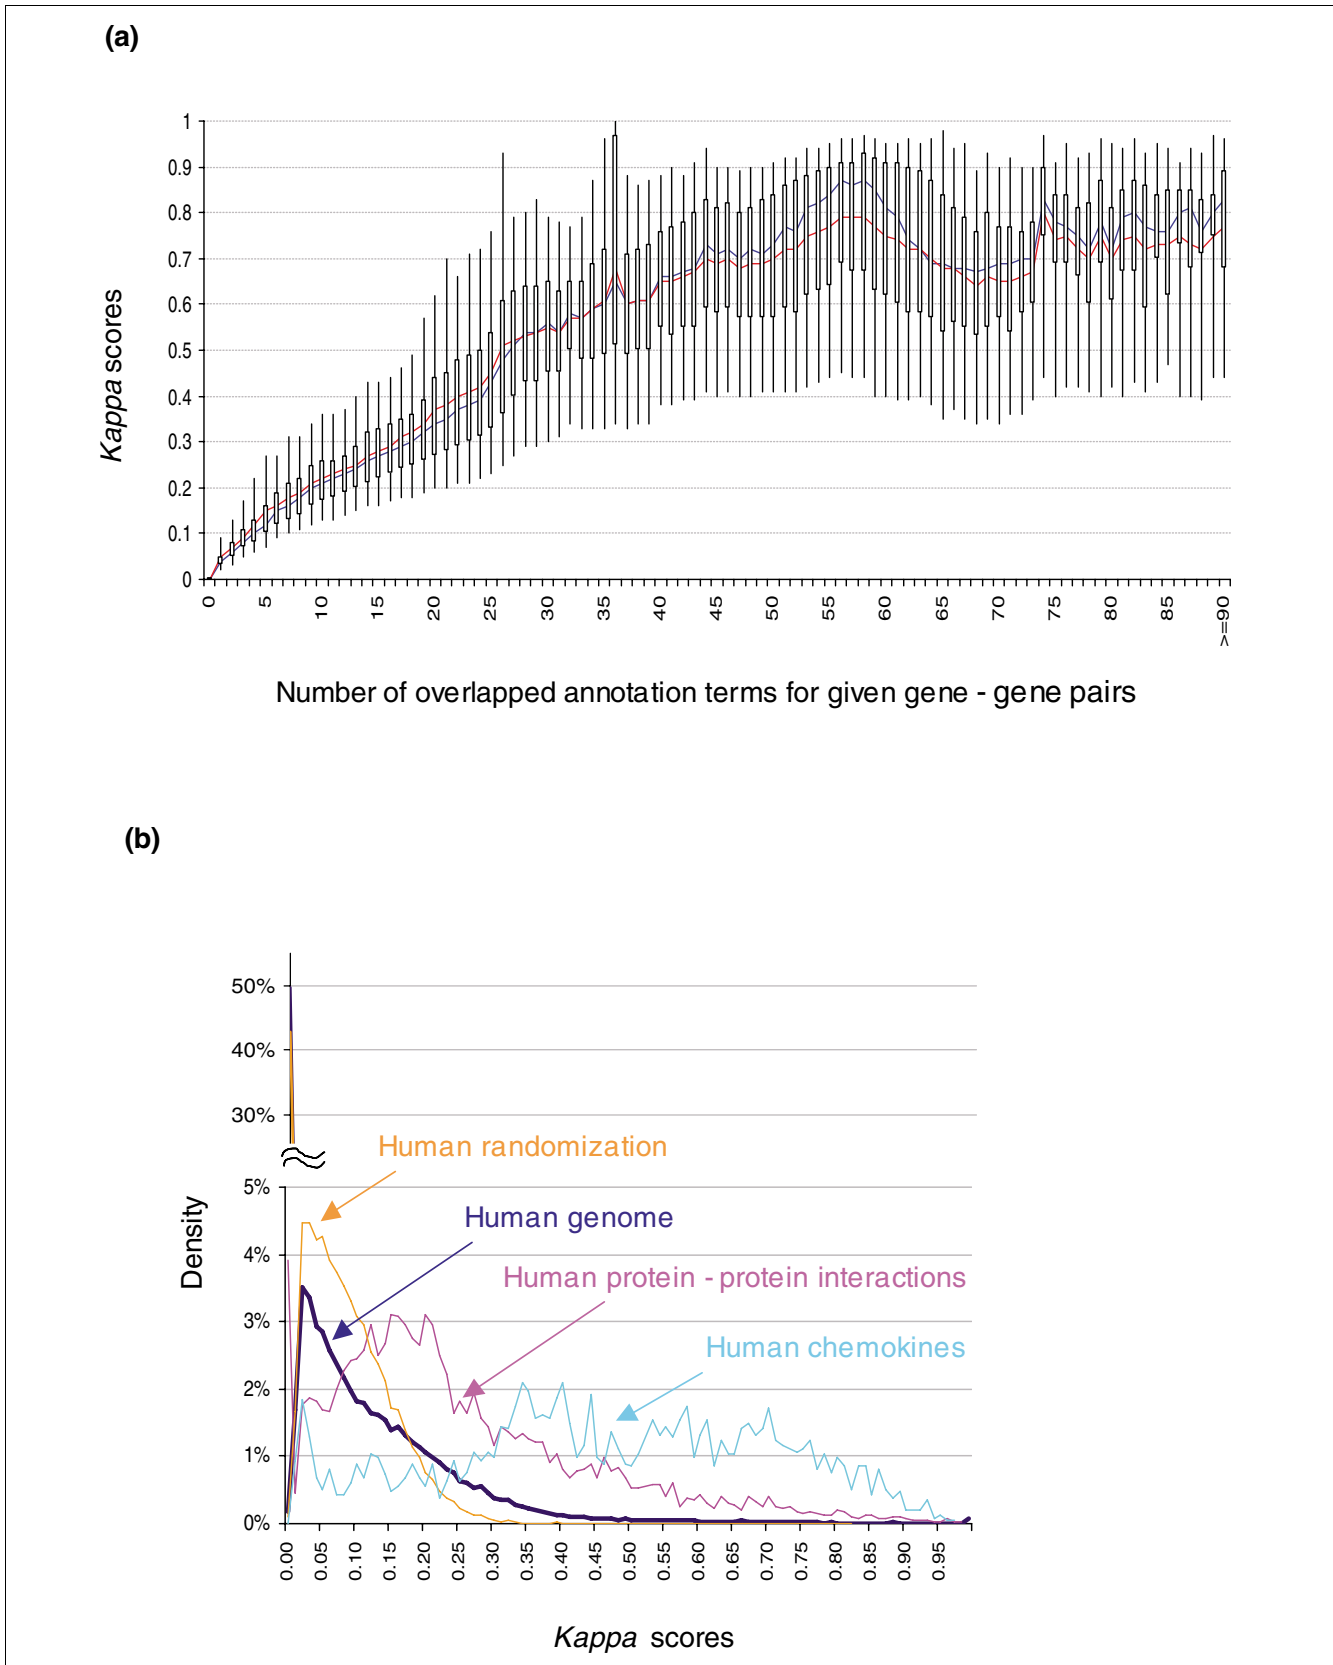 (a)
1
0.9
0.8
0.7
0.6
0.5
0.4
0.3
0.2
0.1
0
Kappa scores
0 5 10 15 20 25 30 35 40 45 50 55 60 65 70 75 80 85 >=90
Number of overlapped annotation terms for given gene - gene pairs
(b)
50%
40%
30%
Human randomization
5%
Human genome
4%
Human protein - protein interactions
3%
Human chemokines
2%
1%
0%
Density
0.00 0.05 0.10 0.15 0.20 0.25 0.30 0.35 0.40 0.45 0.50 0.55 0.60 0.65 0.70 0.75 0.80 0.85 0.90 0.95
Kappa scores